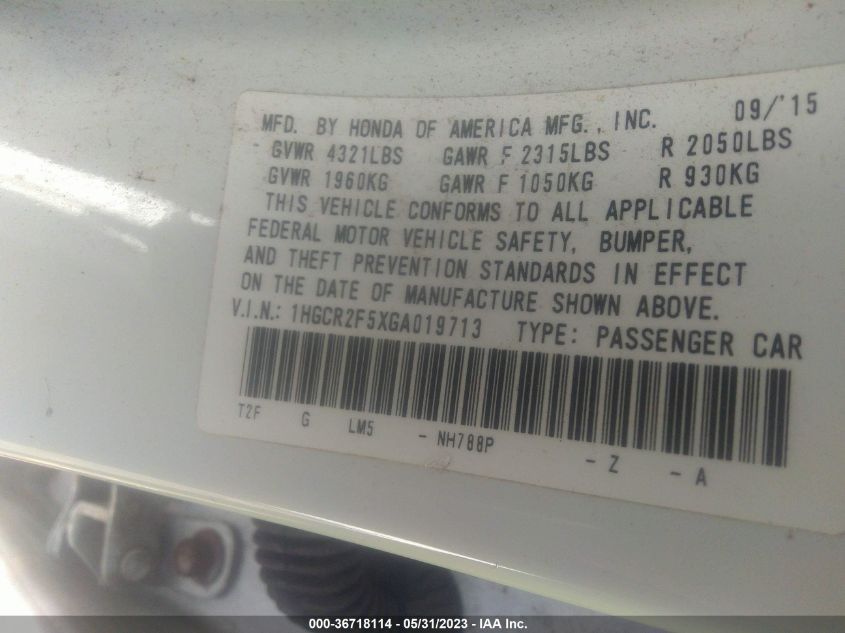 MFD. BY HONDA OF AMERICA MFG., INC. 09/'15
GVWR 4321LBS GAWR F 2315LBS R 2050LBS
GVWR 1960KG GAWR F 1050KG R 930KG
THIS VEHICLE CONFORMS TO ALL APPLICABLE
FEDERAL MOTOR VEHICLE SAFETY, BUMPER,
AND THEFT PREVENTION STANDARDS IN EFFECT
ON THE DATE OF MANUFACTURE SHOWN ABOVE.
V.I.N.: 1HGCR2F5XGA019713 TYPE: PASSENGER CAR
T2F G LM5 - NH788P - Z - A
000-36718114 - 05/31/2023 - IAA Inc.